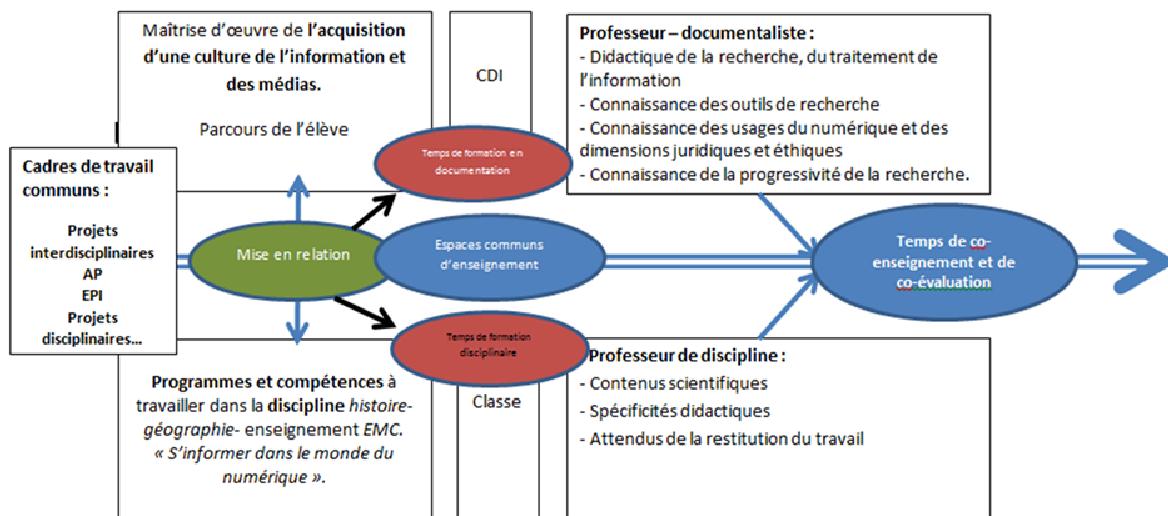 Maîtrise d’œuvre de l’acquisition
d’une culture de l’information et
des médias.
Parcours de l’élève
CDI
Professeur – documentaliste :
- Didactique de la recherche, du traitement de
l’information
- Connaissance des outils de recherche
- Connaissance des usages du numérique et des
dimensions juridiques et éthiques
- Connaissance de la progressivité de la recherche.
Temps de formation en
documentation
Cadres de travail
communs :
Projets
interdisciplinaires
AP
EPI
Projets
disciplinaires...
Mise en relation
Espaces communs
d’enseignement
Temps de co-
enseignement et de
co-évaluation
Temps de formation
disciplinaire
Programmes et compétences à
travailler dans la discipline histoire-
géographie- enseignement EMC.
« S’informer dans le monde du
numérique ».
Classe
Professeur de discipline :
- Contenus scientifiques
- Spécificités didactiques
- Attendus de la restitution du travail